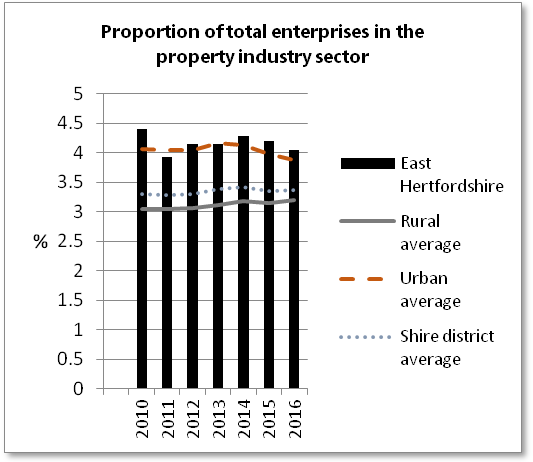 Proportion of total enterprises in the
property industry sector
5
4.5
4
3.5
3
2.5
2
1.5
1
0.5
0
%
2010
2011
2012
2013
2014
2015
2016
East
Hertfordshire
Rural
average
Urban
average
Shire district
average